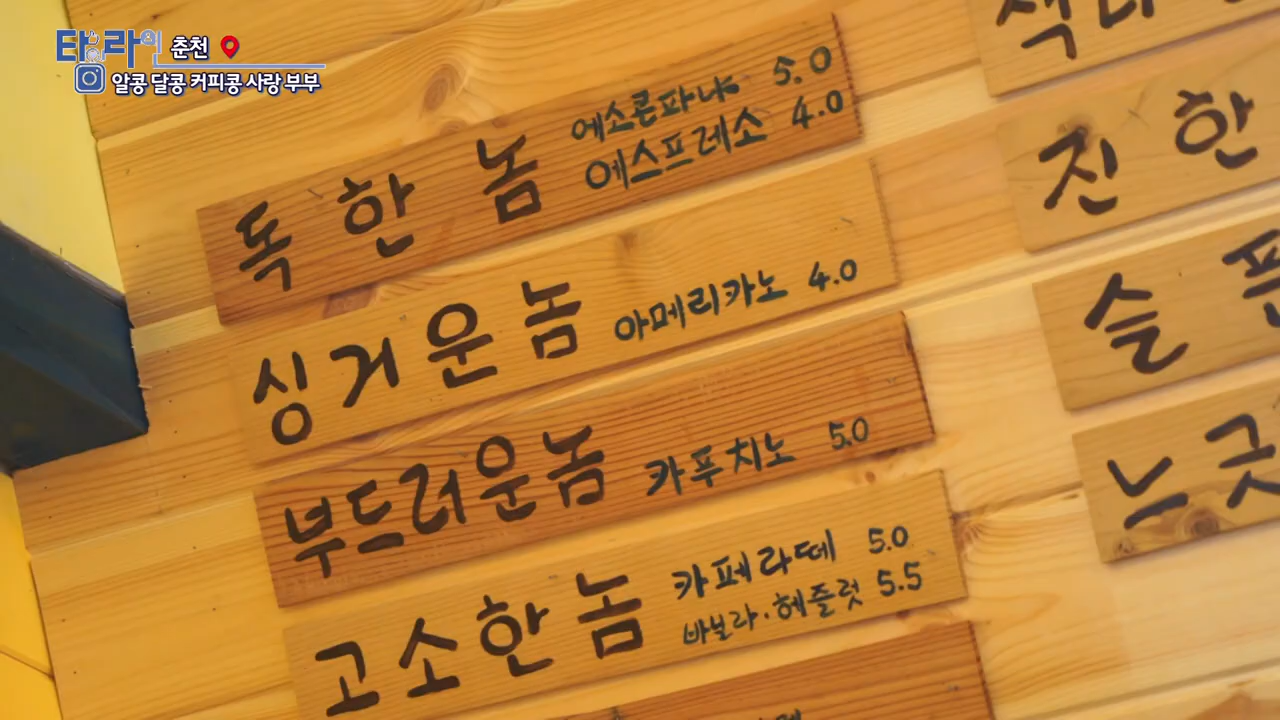 타라인 춘천
알콩 달콩 커피콩 사랑 부부
독한놈 에소콘파냐 5.0
에스프레소 4.0
싱거운놈 아메리카노 4.0
부드러운놈 카푸치노 5.0
고소한놈 카페라떼 5.0
바닐라·헤즐럿 5.5
진한
슬픈
느긋